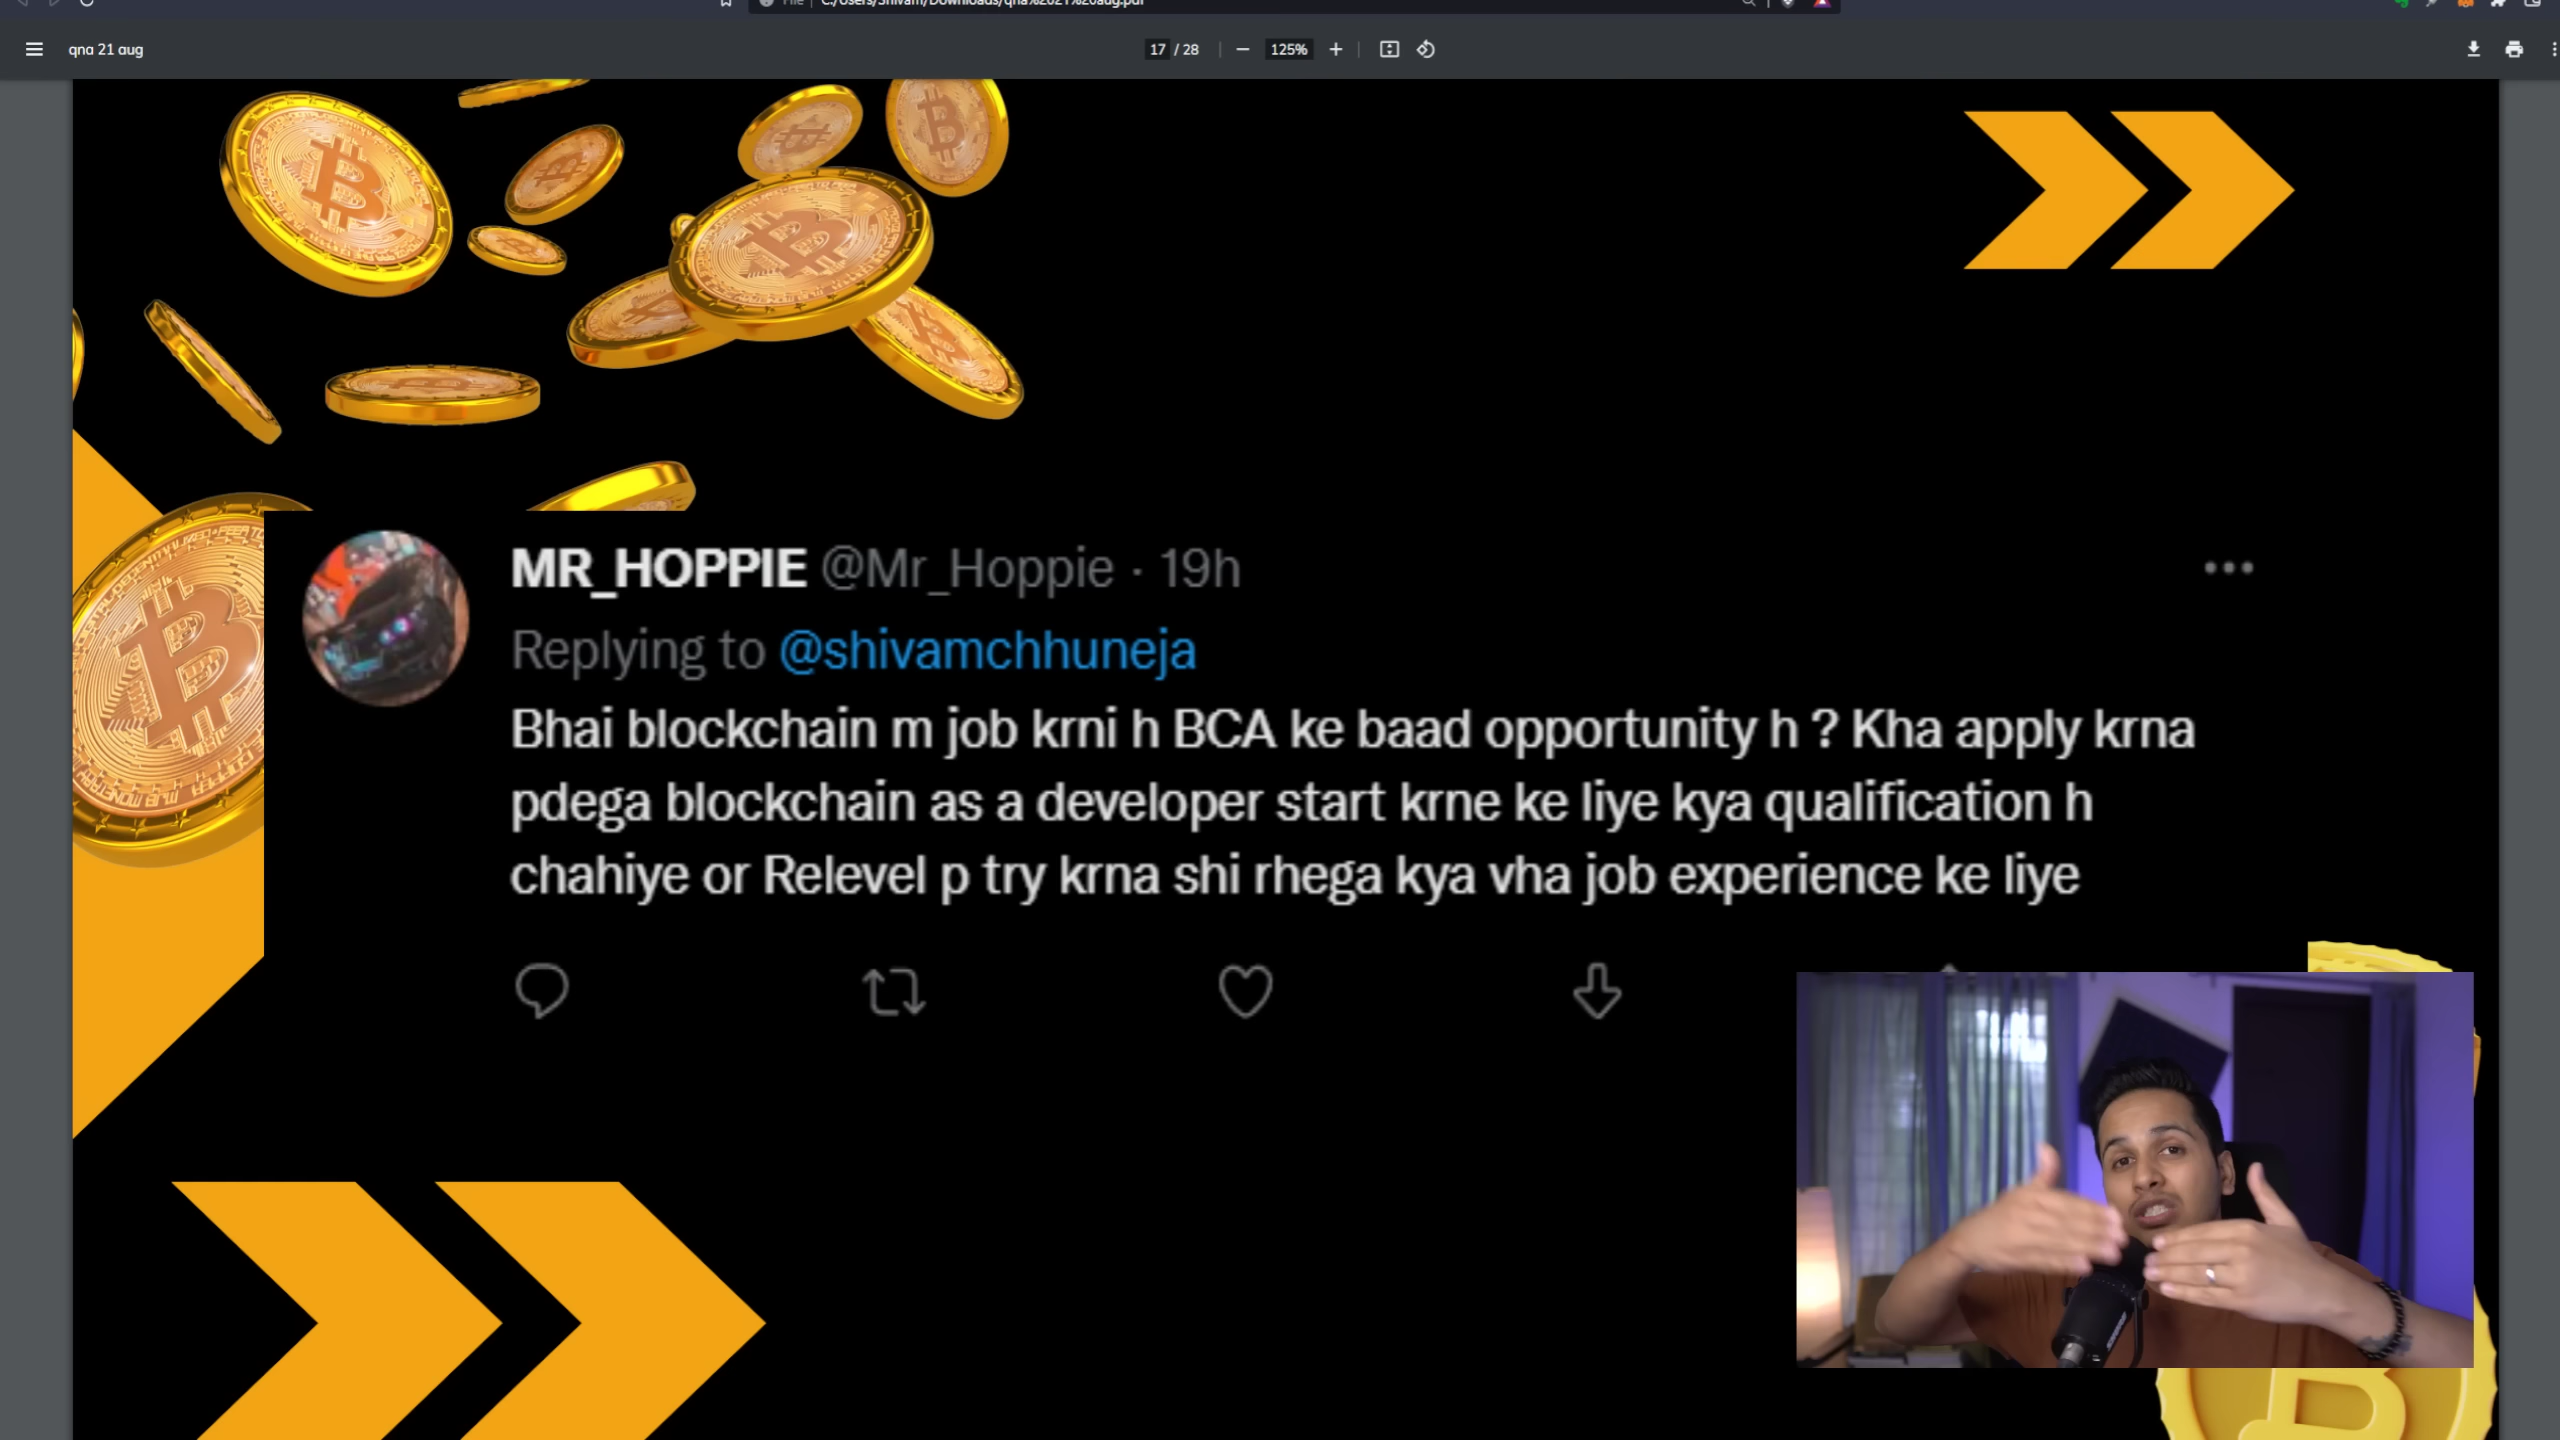 qna 21 aug
17 / 28
125%
MR_HOPPIE @Mr_Hoppie · 19h
Replying to @shivamchhuneja
Bhai blockchain m job krni h BCA ke baad opportunity h ? Kha apply krna
pdega blockchain as a developer start krne ke liye kya qualification h
chahiye or Relevel p try krna shi rhega kya vha job experience ke liye